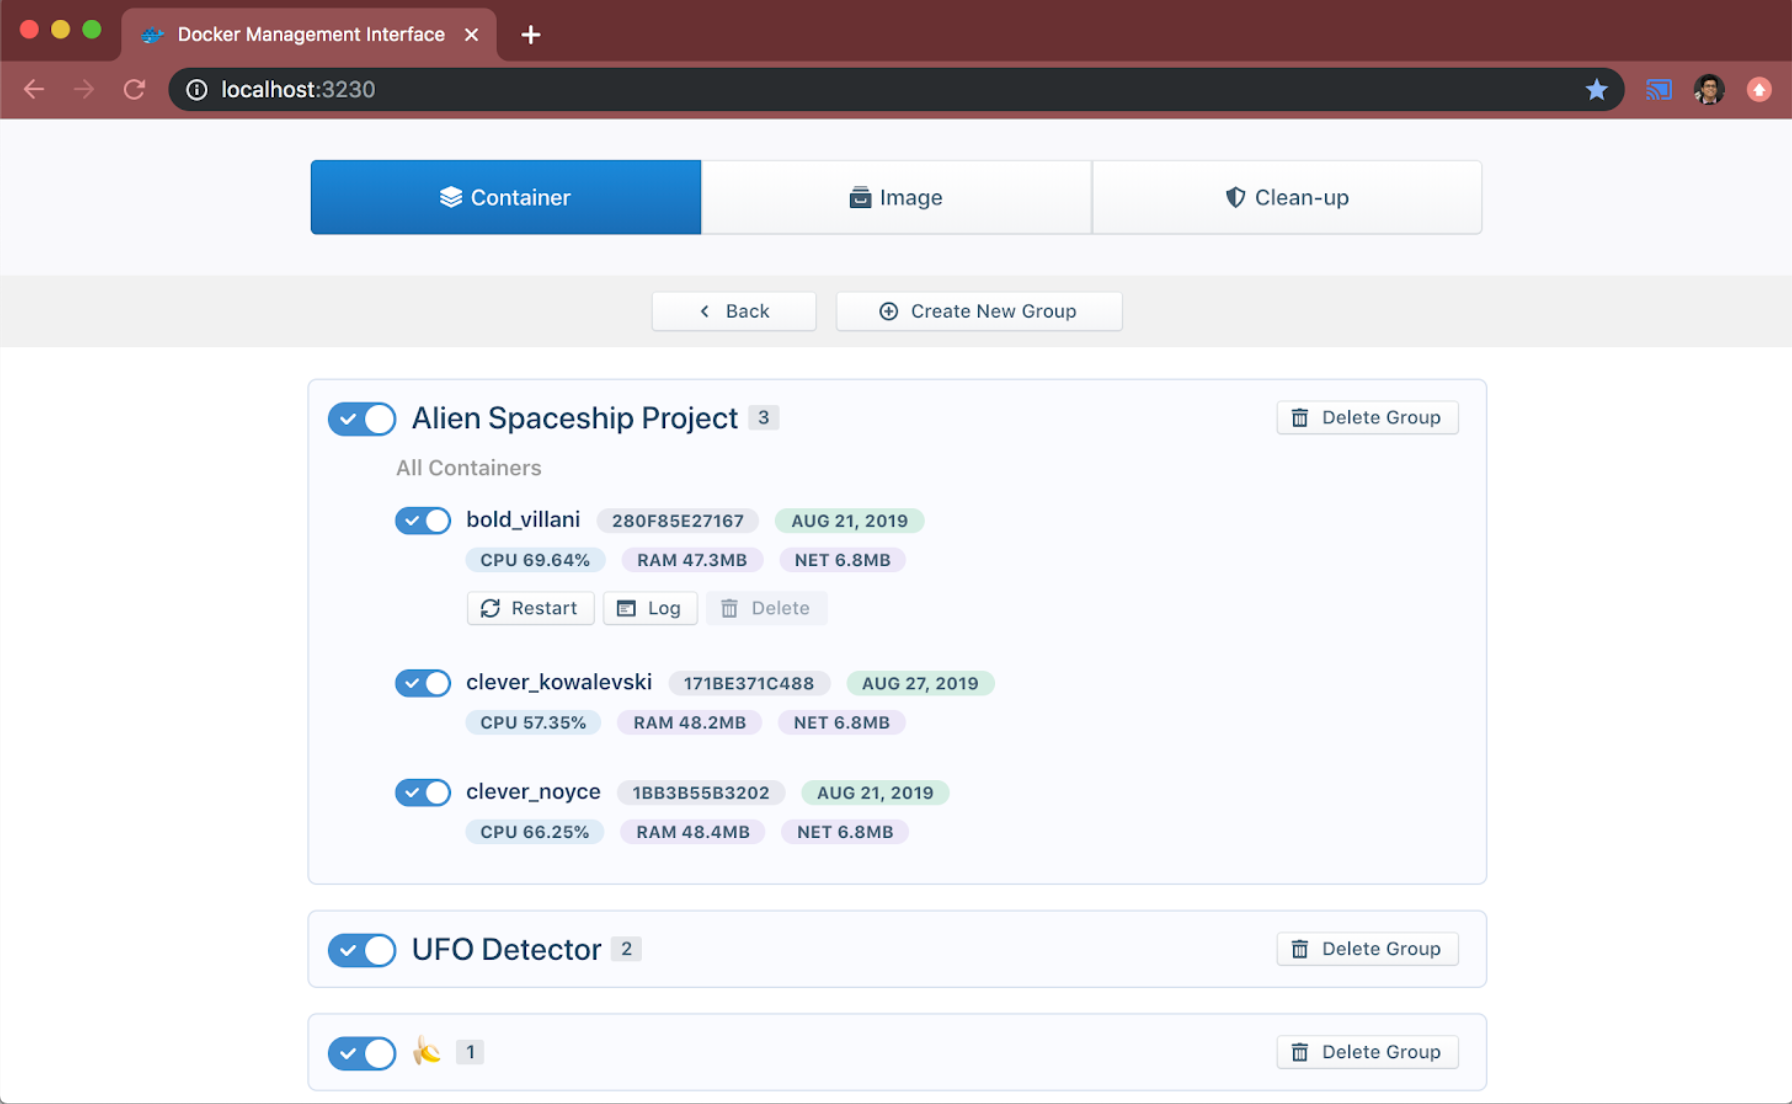 Docker Management Interface
localhost:3230
Container Image Clean-up
Back Create New Group
Alien Spaceship Project 3 Delete Group
All Containers
bold_villani 280F85E27167 AUG 21, 2019
CPU 69.64% RAM 47.3MB NET 6.8MB
Restart Log Delete
clever_kowalevski 171BE371C488 AUG 27, 2019
CPU 57.35% RAM 48.2MB NET 6.8MB
clever_noyce 1BB3B55B3202 AUG 21, 2019
CPU 66.25% RAM 48.4MB NET 6.8MB
UFO Detector 2 Delete Group
🍌 1 Delete Group